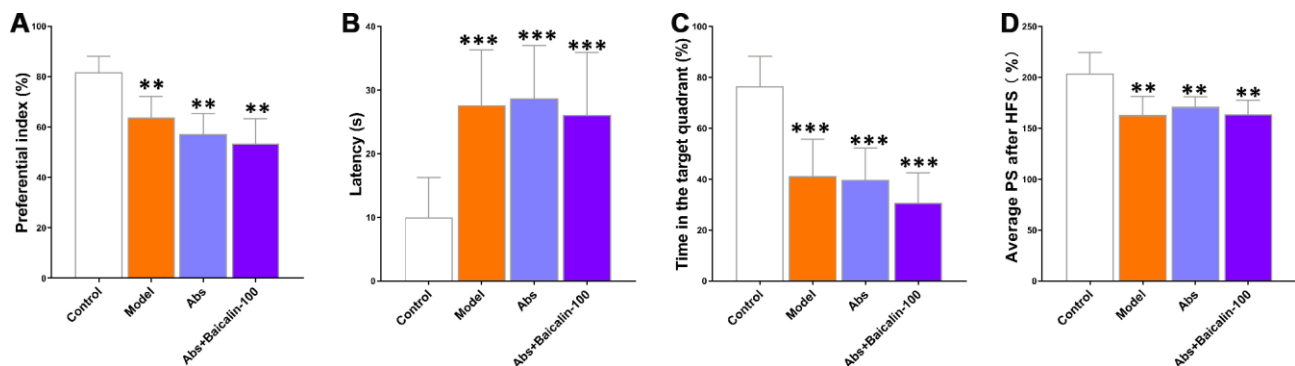 A
Preferential index (%)
100
80
60
40
20
0
**
**
**
Control
Model
Abs
Abs+Baicalin-100
B
Latency (s)
40
30
20
10
0
***
***
***
Control
Model
Abs
Abs+Baicalin-100
C
Time in the target quadrant (%)
100
80
60
40
20
0
***
***
***
Control
Model
Abs
Abs+Baicalin-100
D
Average PS after HFS ( %)
250
200
150
100
50
0
**
**
**
Control
Model
Abs
Abs+Baicalin-100